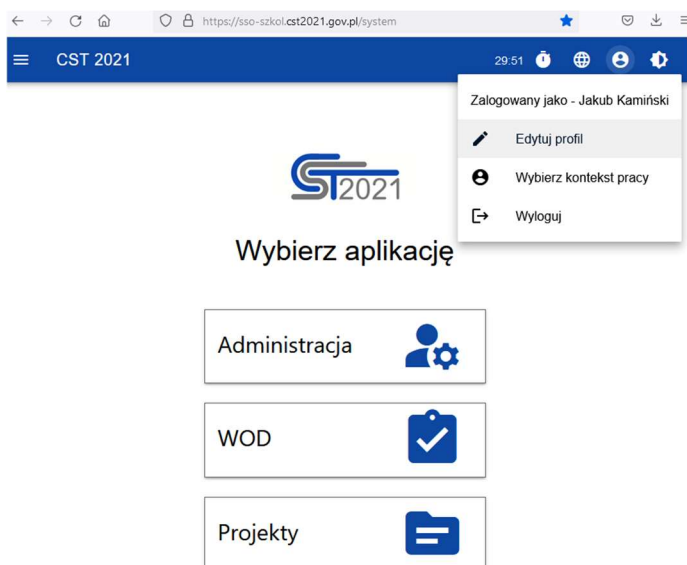 https://sso-szkol.cst2021.gov.pl/system
CST 2021
29:51
Zalogowany jako - Jakub Kamiński
Edytuj profil
Wybierz kontekst pracy
Wyloguj
CST2021
Wybierz aplikację
Administracja
WOD
Projekty